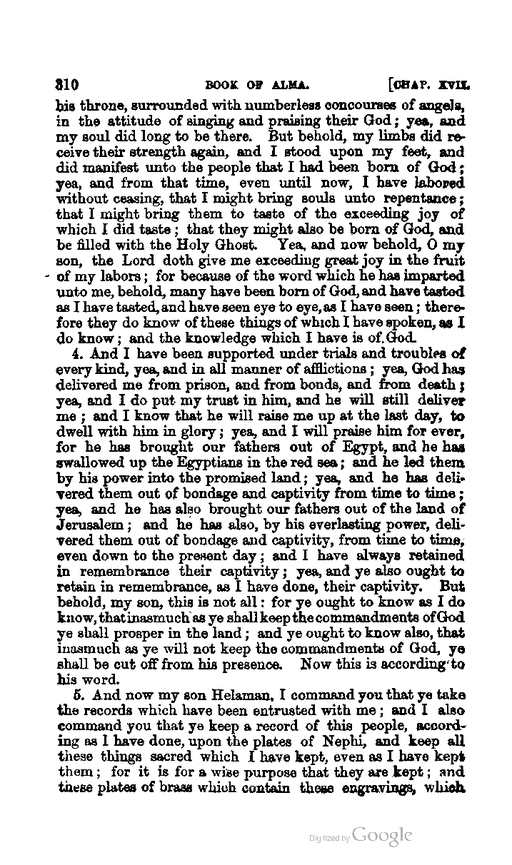 310 BOOK OF ALMA. [CHAP. XVII.
his throne, surrounded with numberless concourses of angels,
in the attitude of singing and praising their God; yea, and
my soul did long to be there. But behold, my limbs did re-
ceive their strength again, and I stood upon my feet, and
did manifest unto the people that I had been born of God;
yea, and from that time, even until now, I have labored
without ceasing, that I might bring souls unto repentance;
that I might bring them to taste of the exceeding joy of
which I did taste; that they might also be born of God, and
be filled with the Holy Ghost. Yea, and now behold, O my
son, the Lord doth give me exceeding great joy in the fruit
of my labors; for because of the word which he has imparted
unto me, behold, many have been born of God, and have tasted
as I have tasted, and have seen eye to eye, as I have seen; there-
fore they do know of these things of which I have spoken, as I
do know; and the knowledge which I have is of God.
4. And I have been supported under trials and troubles of
every kind, yea, and in all manner of afflictions; yea, God has
delivered me from prison, and from bonds, and from death;
yea, and I do put my trust in him, and he will still deliver
me; and I know that he will raise me up at the last day, to
dwell with him in glory; yea, and I will praise him for ever,
for he has brought our fathers out of Egypt, and he has
swallowed up the Egyptians in the red sea; and he led them
by his power into the promised land; yea, and he has deli-
vered them out of bondage and captivity from time to time;
yea, and he has also brought our fathers out of the land of
Jerusalem; and he has also, by his everlasting power, deli-
vered them out of bondage and captivity, from time to time,
even down to the present day; and I have always retained
in remembrance their captivity; yea, and ye also ought to
retain in remembrance, as I have done, their captivity. But
behold, my son, this is not all: for ye ought to know as I do
know, that inasmuch as ye shall keep the commandments of God
ye shall prosper in the land; and ye ought to know also, that
inasmuch as ye will not keep the commandments of God, ye
shall be cut off from his presence. Now this is according to
his word.
5. And now my son Helaman, I command you that ye take
the records which have been entrusted with me; and I also
command you that ye keep a record of this people, accord-
ing as I have done, upon the plates of Nephi, and keep all
these things sacred which I have kept, even as I have kept
them; for it is for a wise purpose that they are kept; and
these plates of brass which contain these engravings, which
Digitized by Google